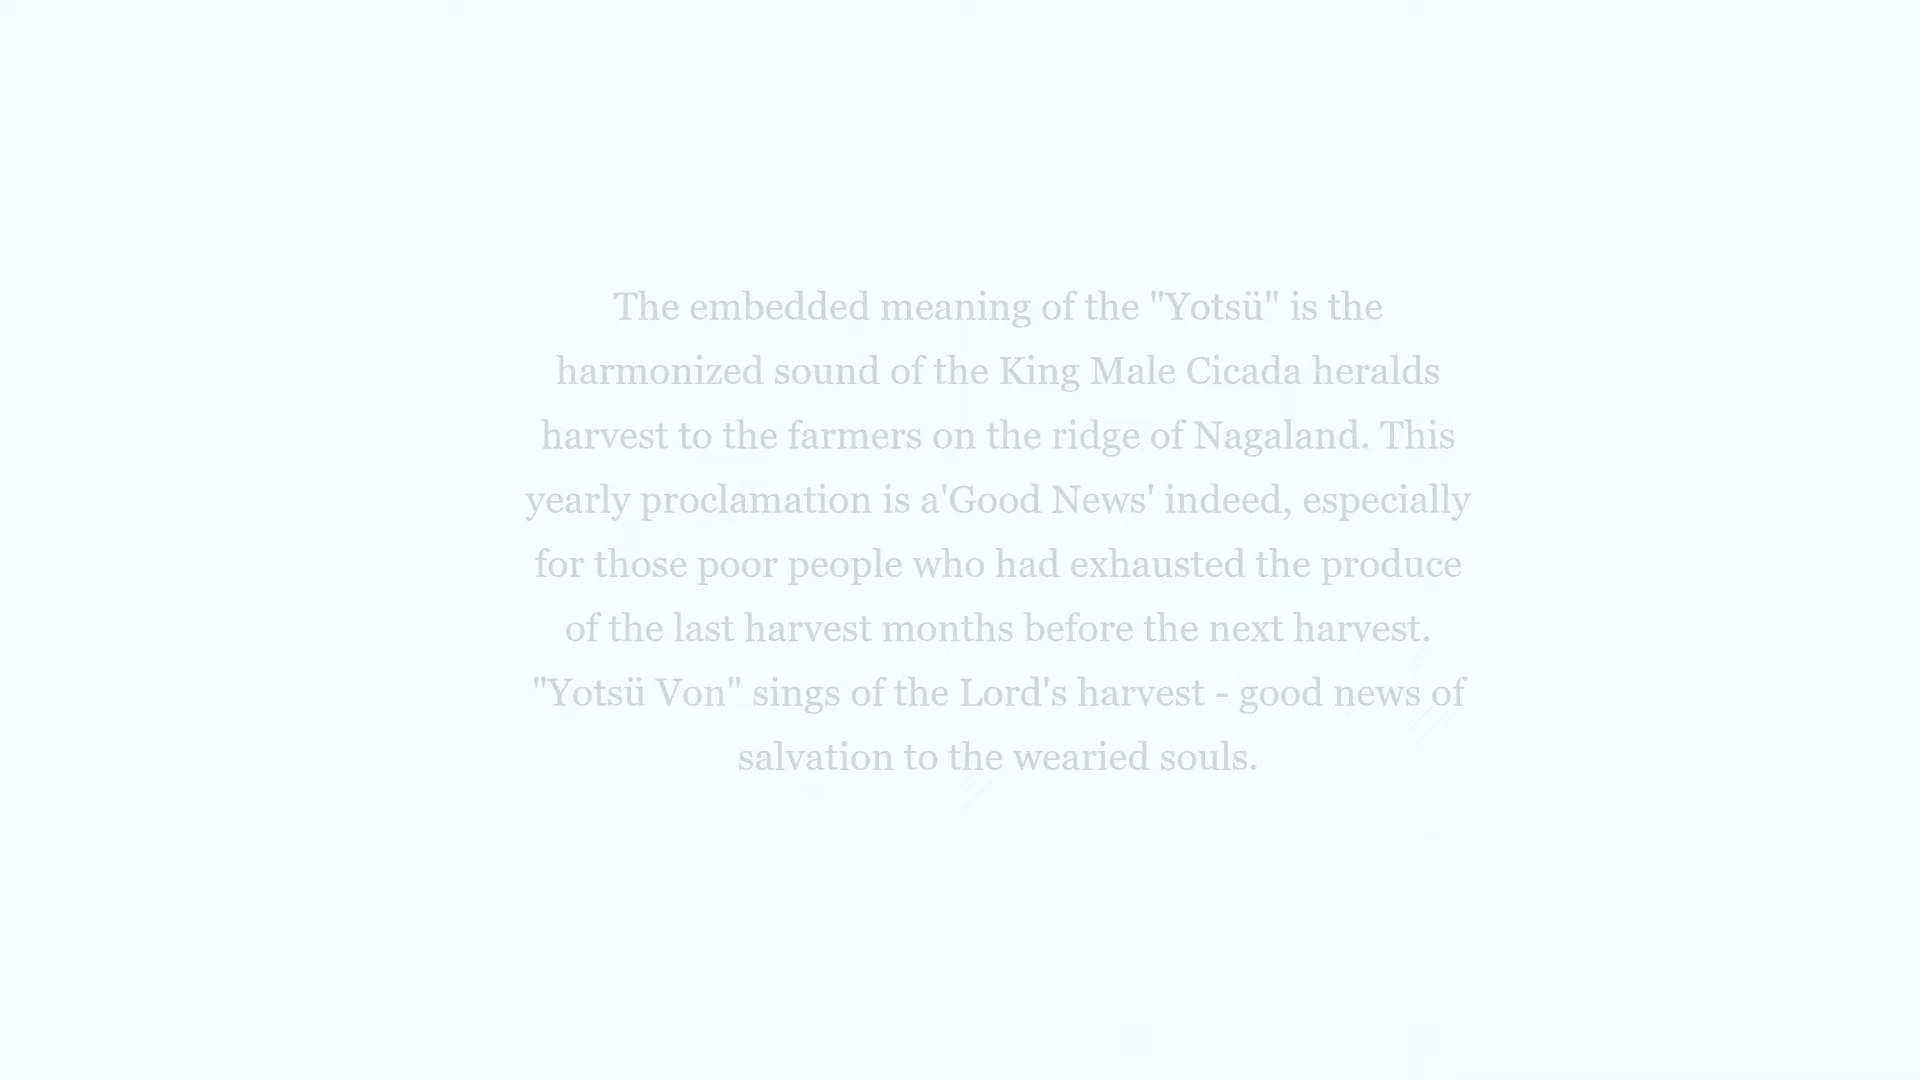 The embedded meaning of the "Yotsü" is the
harmonized sound of the King Male Cicada heralds
harvest to the farmers on the ridge of Nagaland. This
yearly proclamation is a'Good News' indeed, especially
for those poor people who had exhausted the produce
of the last harvest months before the next harvest.
"Yotsü Von" sings of the Lord's harvest - good news of
salvation to the wearied souls.